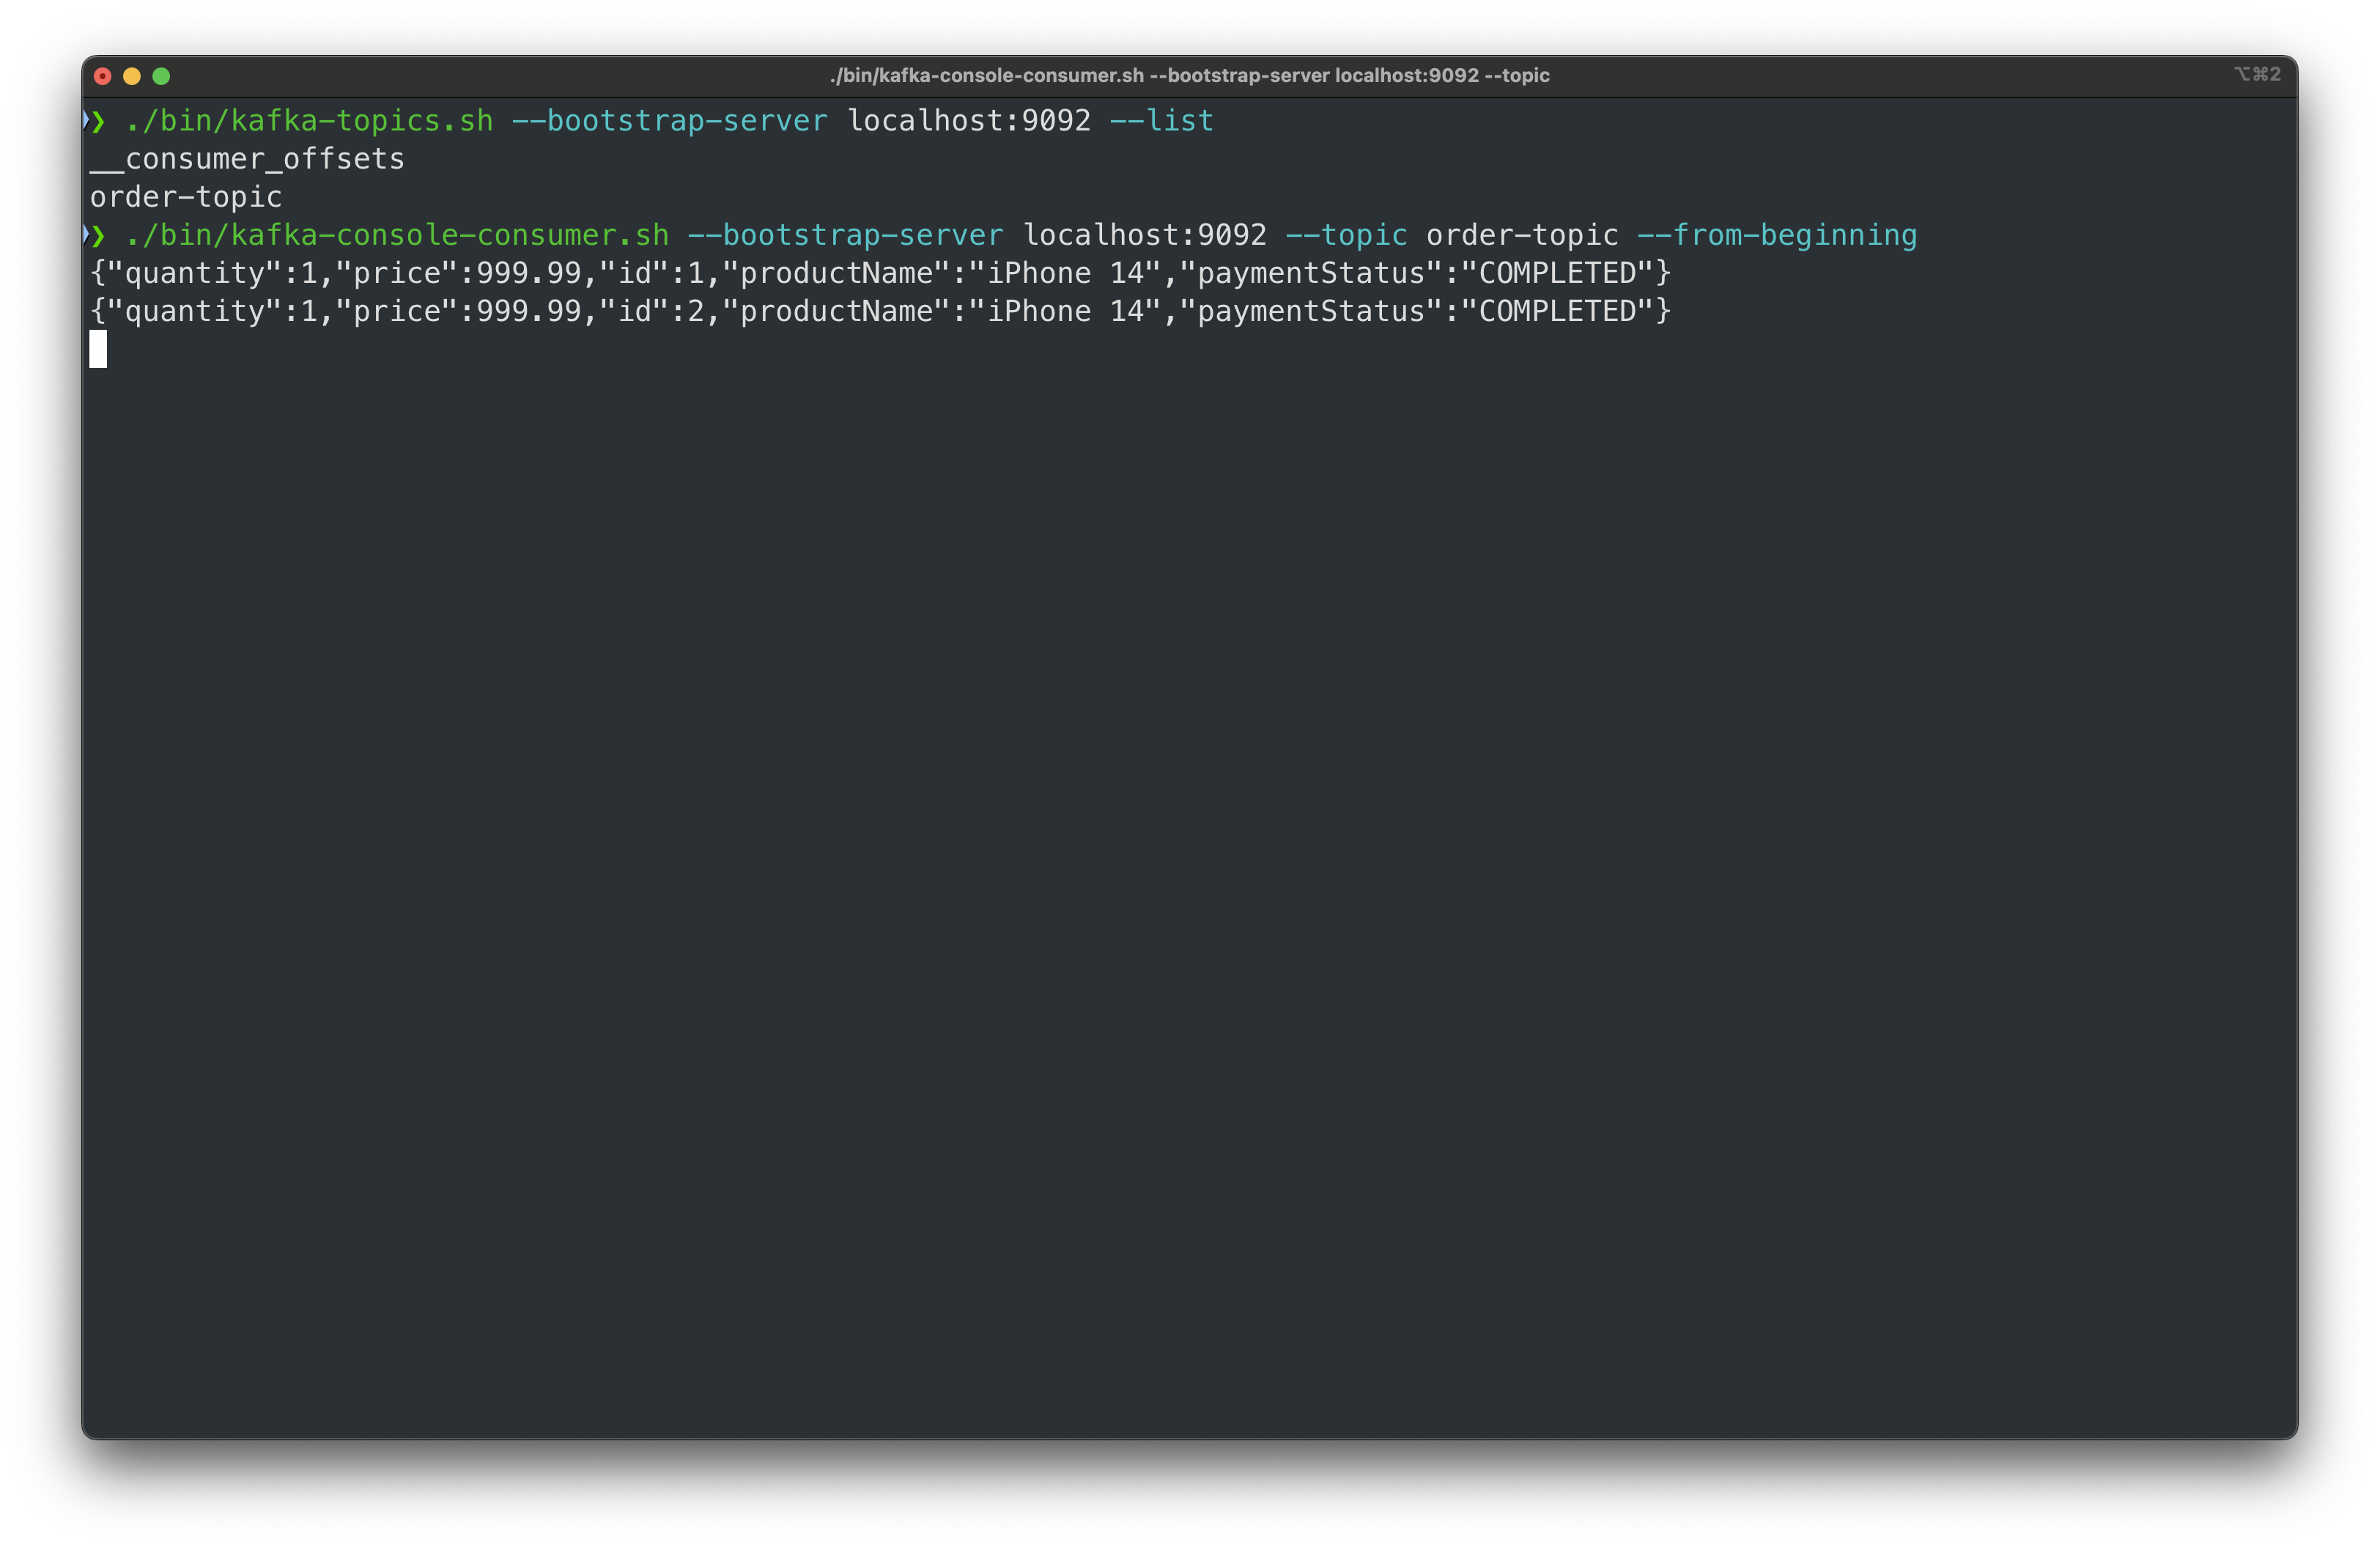 ./bin/kafka-console-consumer.sh --bootstrap-server localhost:9092 --topic
⌥⌘2
❯ ./bin/kafka-topics.sh --bootstrap-server localhost:9092 --list
__consumer_offsets
order-topic
❯ ./bin/kafka-console-consumer.sh --bootstrap-server localhost:9092 --topic order-topic --from-beginning
{"quantity":1,"price":999.99,"id":1,"productName":"iPhone 14","paymentStatus":"COMPLETED"}
{"quantity":1,"price":999.99,"id":2,"productName":"iPhone 14","paymentStatus":"COMPLETED"}